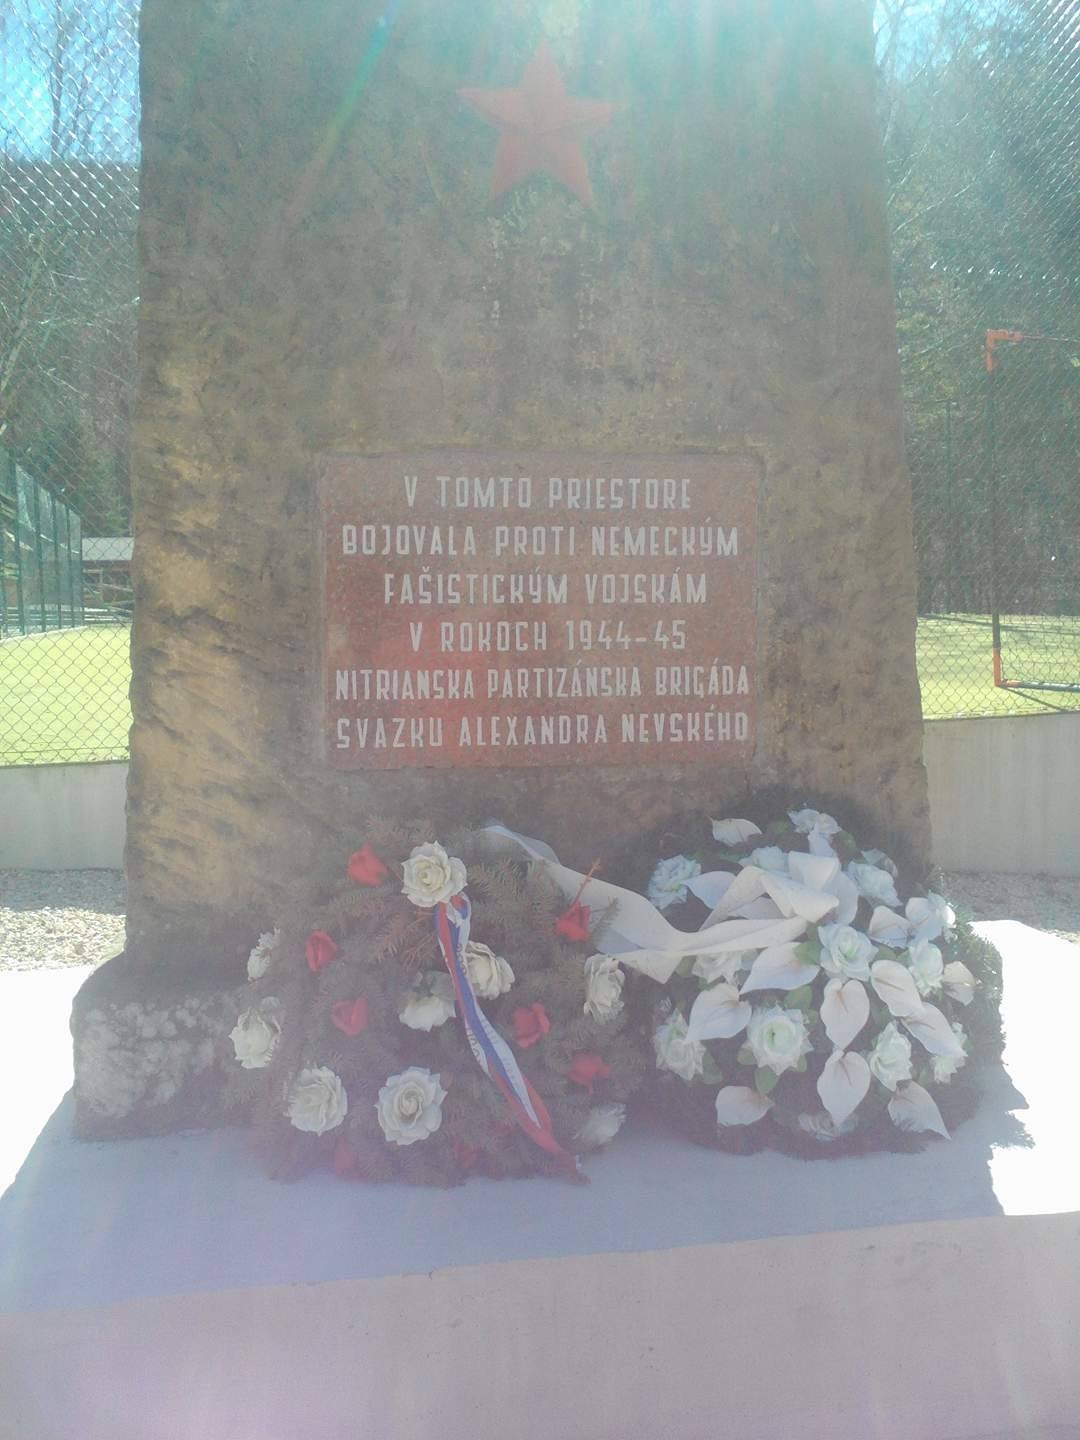 V TOMTO PRIESTORE
BOJOVALA PROTI NEMECKÝM
FAŠISTICKÝM VOJSKÁM
V ROKOCH 1944-45
NITRIANSKA PARTIZÁNSKA BRIGÁDA
SVAZKU ALEXANDRA NEVSKÉHO